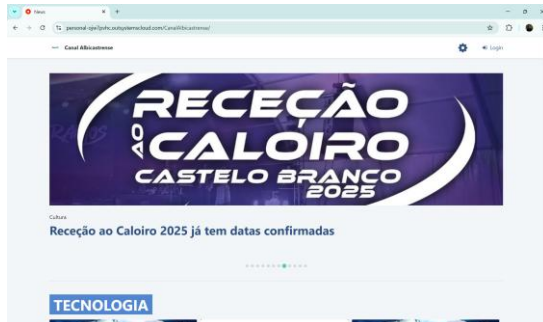 News
Canal Albicastrense
Login
RECEÇÃO
AO
CALOIRO
CASTELO BRANCO
2025
Cultura
Receção ao Caloiro 2025 já tem datas confirmadas
TECNOLOGIA